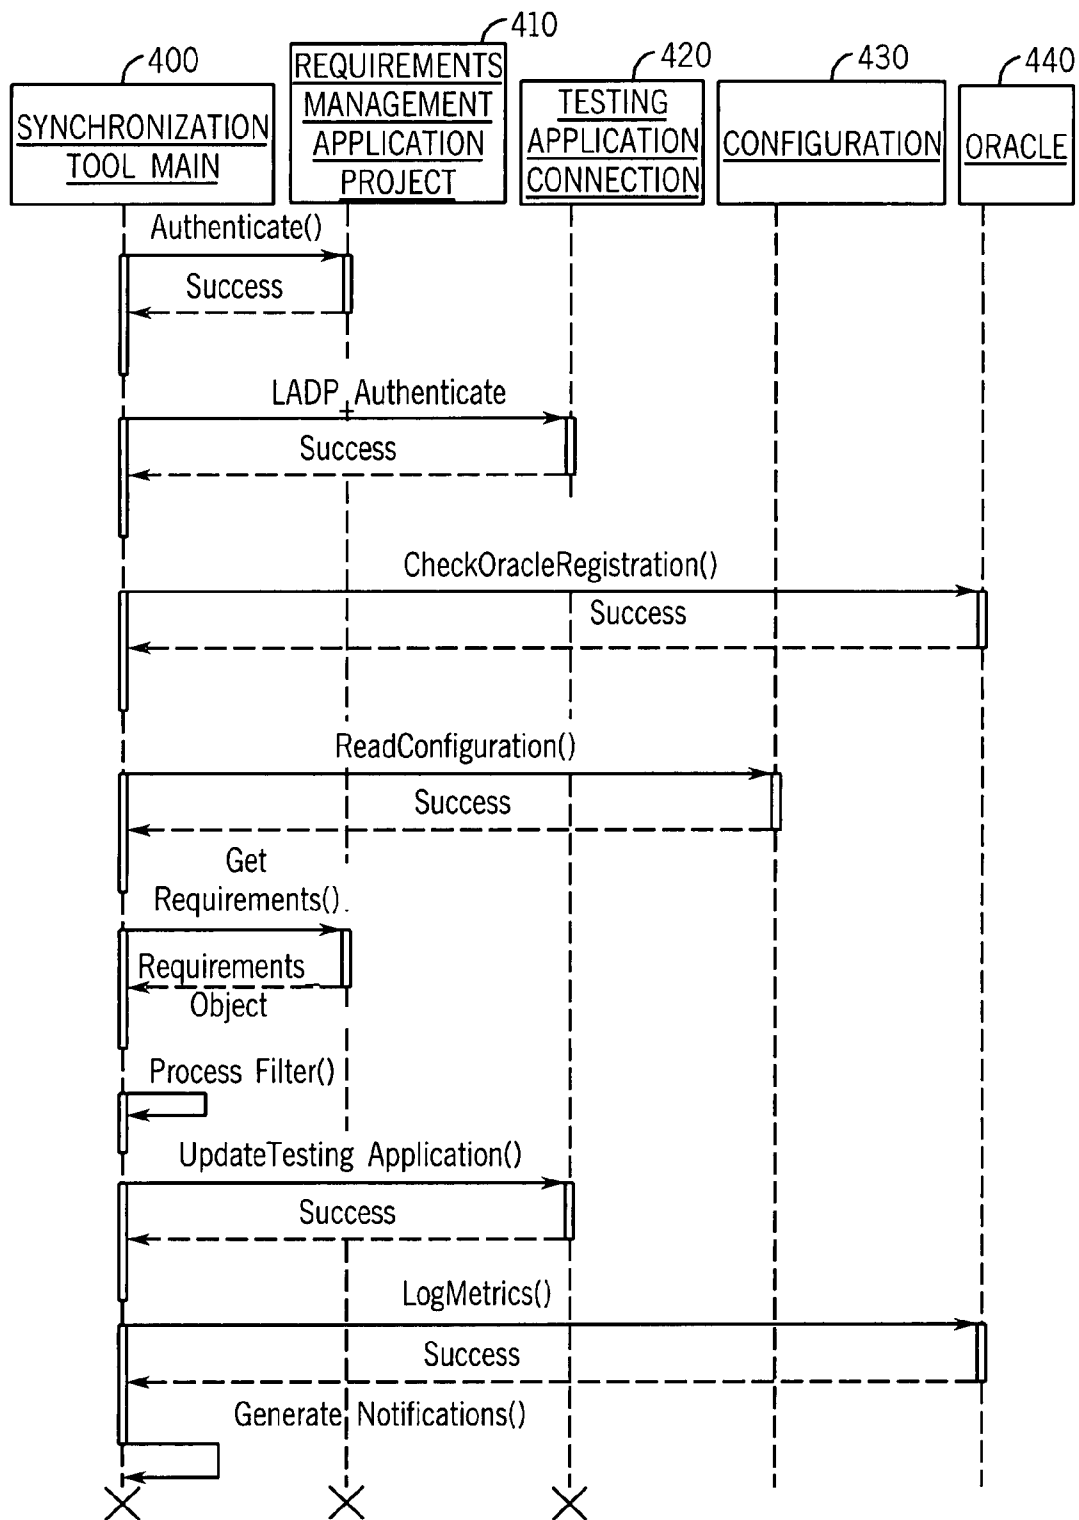 400
410
420
430
440
SYNCHRONIZATION
TOOL MAIN
REQUIREMENTS
MANAGEMENT
APPLICATION
PROJECT
TESTING
APPLICATION
CONNECTION
CONFIGURATION
ORACLE
Authenticate()
Success
LADP Authenticate
Success
CheckOracleRegistration()
Success
ReadConfiguration()
Success
Get
Requirements()
Requirements
Object
Process Filter()
UpdateTesting Application()
Success
LogMetrics()
Success
Generate Notifications()